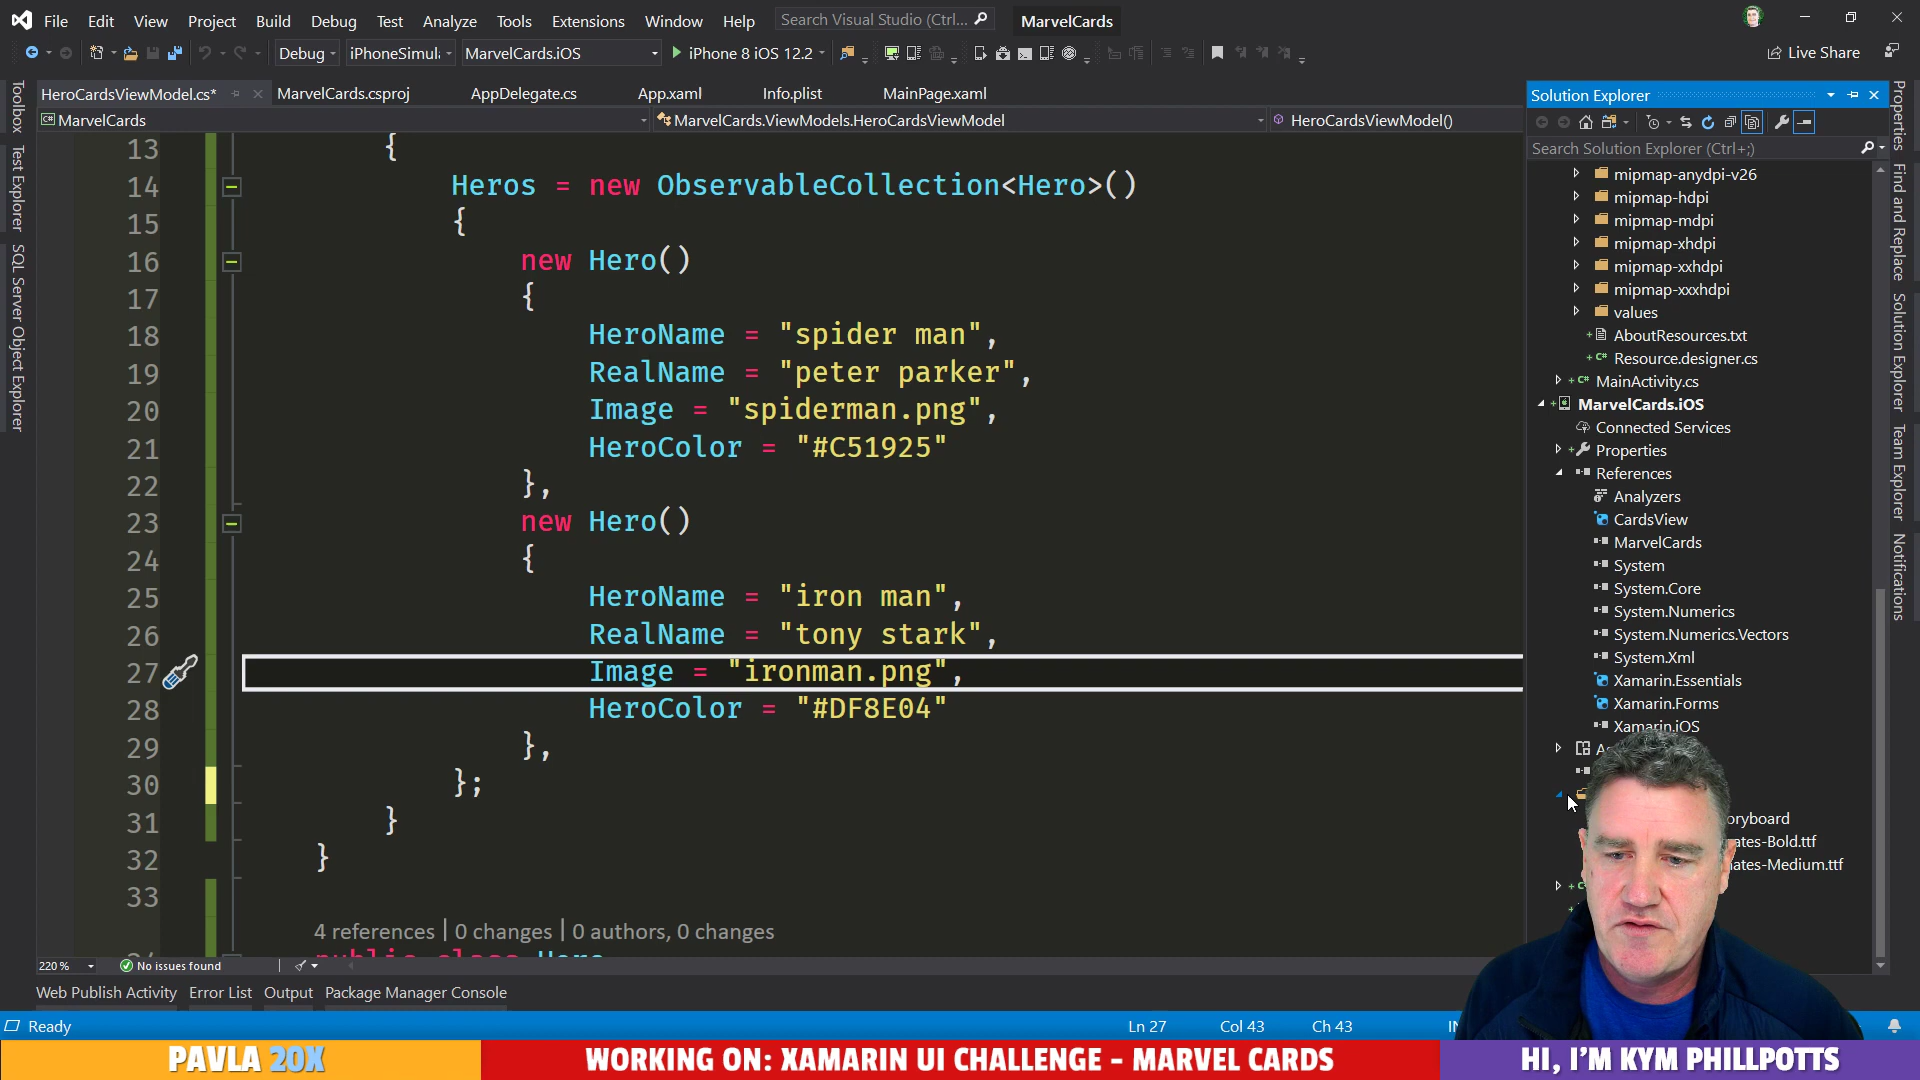 File Edit View Project Build Debug Test Analyze Tools Extensions Window Help Search Visual Studio (Ctrl... MarvelCards
Debug iPhoneSimula MarvelCards.iOS iPhone 8 iOS 12.2 Live Share
HeroCardsViewModel.cs* MarvelCards.csproj AppDelegate.cs App.xaml Info.plist MainPage.xaml
MarvelCards MarvelCards.ViewModels.HeroCardsViewModel HeroCardsViewModel()
Toolbox
Test Explorer
SQL Server Object Explorer
13 {
14 Heros = new ObservableCollection<Hero>()
15 {
16 new Hero()
17 {
18 HeroName = "spider man",
19 RealName = "peter parker",
20 Image = "spiderman.png",
21 HeroColor = "#C51925"
22 },
23 new Hero()
24 {
25 HeroName = "iron man",
26 RealName = "tony stark",
27 Image = "ironman.png",
28 HeroColor = "#DF8E04"
29 },
30 };
31 }
32 }
33
4 references | 0 changes | 0 authors, 0 changes
public class Hero
220 % No issues found
Web Publish Activity Error List Output Package Manager Console
Ready Ln 27 Col 43 Ch 43
Solution Explorer
Search Solution Explorer (Ctrl+;)
mipmap-anydpi-v26
mipmap-hdpi
mipmap-mdpi
mipmap-xhdpi
mipmap-xxhdpi
mipmap-xxxhdpi
values
AboutResources.txt
Resource.designer.cs
MainActivity.cs
MarvelCards.iOS
Connected Services
Properties
References
Analyzers
CardsView
MarvelCards
System
System.Core
System.Numerics
System.Numerics.Vectors
System.Xml
Xamarin.Essentials
Xamarin.Forms
Xamarin.iOS
oryboard
ates-Bold.ttf
ates-Medium.ttf
Properties
Find and Replace
Solution Explorer
Team Explorer
Notifications
PAVLA 20X
WORKING ON: XAMARIN UI CHALLENGE - MARVEL CARDS
HI, I'M KYM PHILLPOTTS